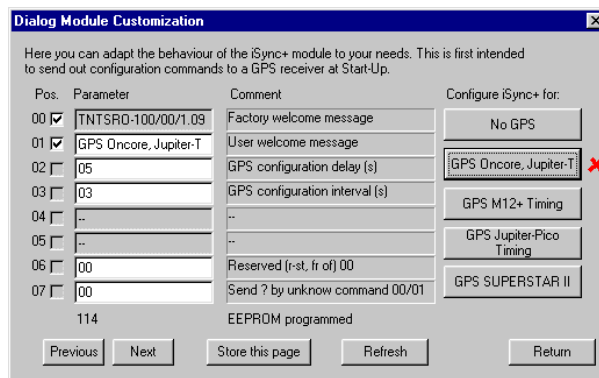 Dialog Module Customization
Here you can adapt the behaviour of the iSync+ module to your needs. This is first intended
to send out configuration commands to a GPS receiver at Start-Up.
Pos. Parameter Comment Configure iSync+ for:
00 TNTSRO-100/00/1.09 Factory welcome message No GPS
01 GPS Oncore, Jupiter-T User welcome message
02 05 GPS configuration delay (s) GPS Oncore, Jupiter-T
03 03 GPS configuration interval (s)
04 -- -- GPS M12+ Timing
05 -- -- GPS Jupiter-Pico Timing
06 00 Reserved (r-st, fr of) 00
07 00 Send ? by unknow command 00/01 GPS SUPERSTAR II
114 EEPROM programmed
Previous Next Store this page Refresh Return